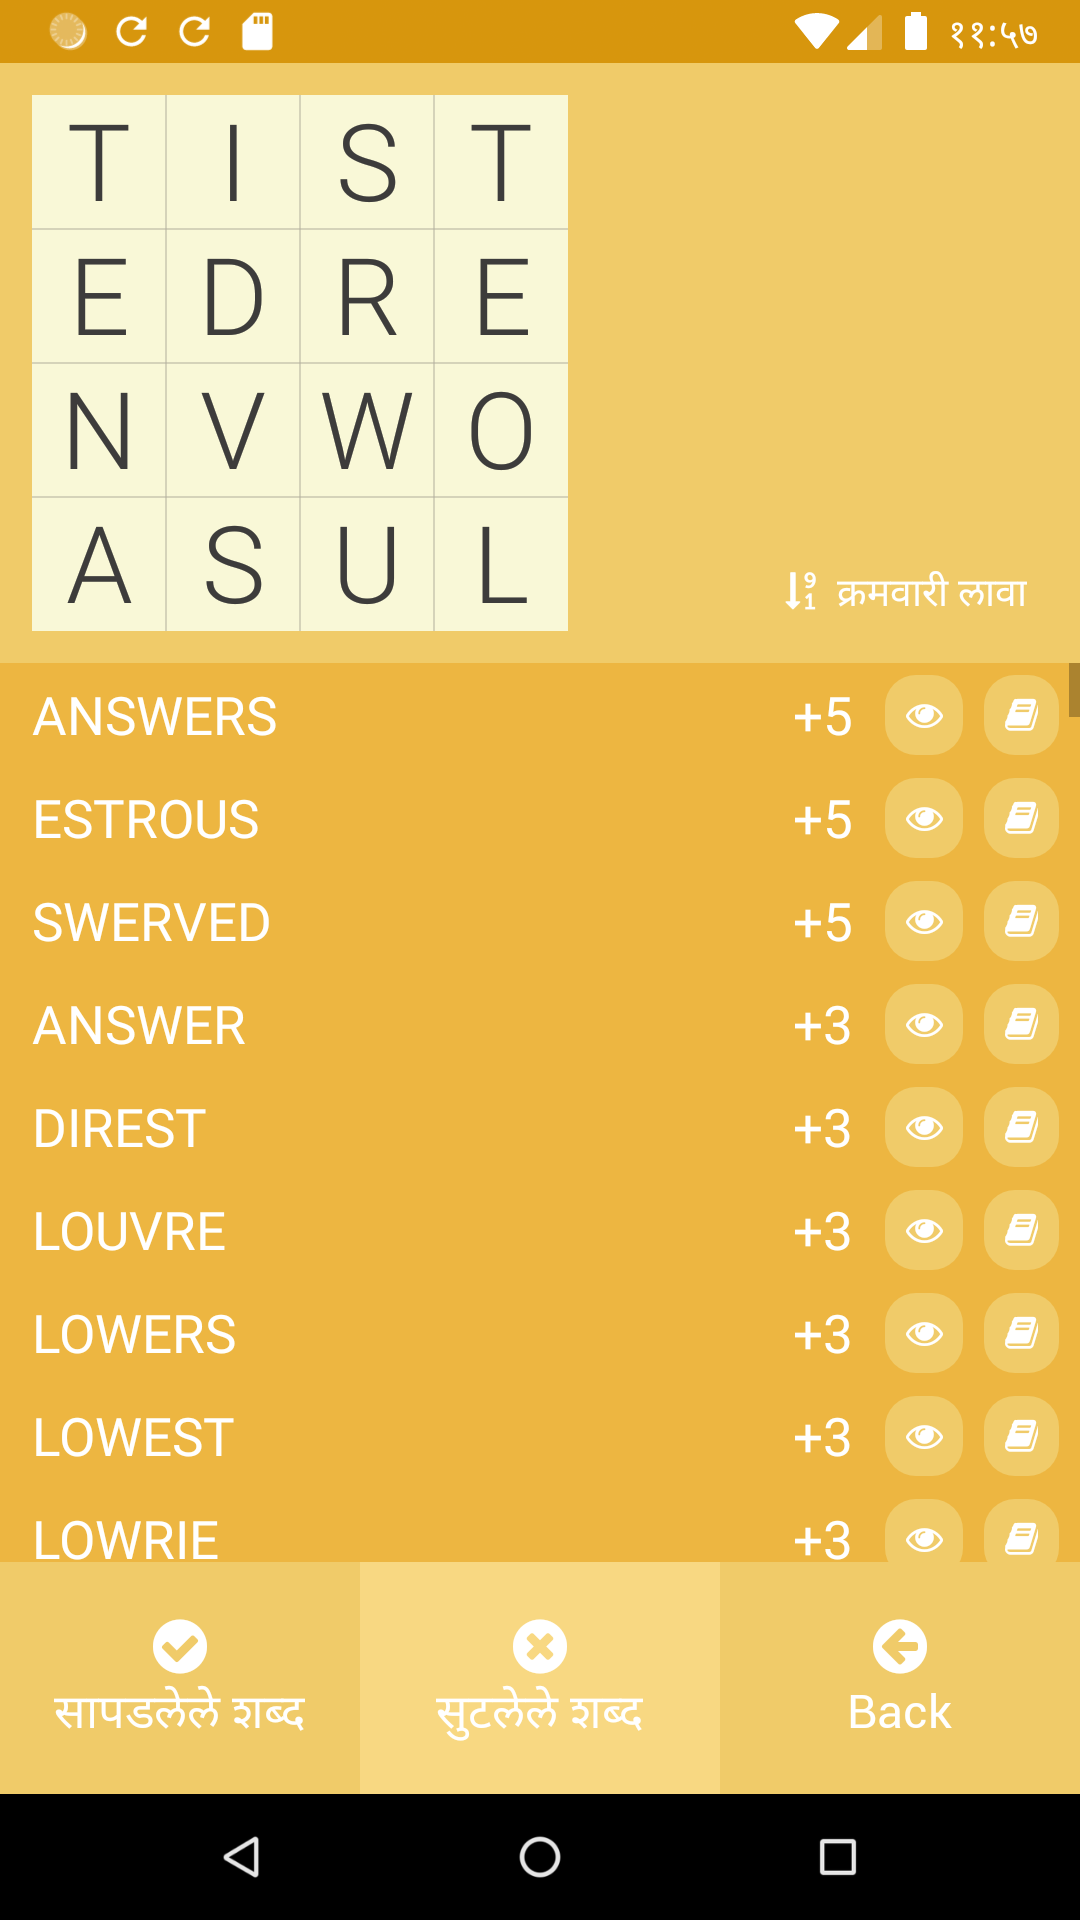 ११:५७
T I S T
E D R E
N V W O
A S U L
क्रमवारी लावा
ANSWERS +5
ESTROUS +5
SWERVED +5
ANSWER +3
DIREST +3
LOUVRE +3
LOWERS +3
LOWEST +3
LOWRIE +3
सापडलेले शब्द सुटलेले शब्द Back